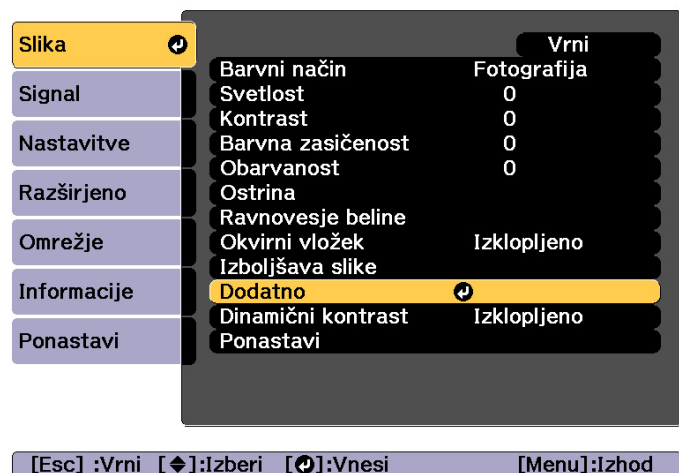 Slika
Signal
Nastavitve
Razširjeno
Omrežje
Informacije
Ponastavi
Vrni
Barvni način Fotografija
Svetlost 0
Kontrast 0
Barvna zasičenost 0
Obarvanost 0
Ostrina
Ravnovesje beline
Okvirni vložek Izklopljeno
Izboljšava slike
Dodatno
Dinamični kontrast Izklopljeno
Ponastavi
[Esc] :Vrni [◆]:Izberi [↵]:Vnesi [Menu]:Izhod